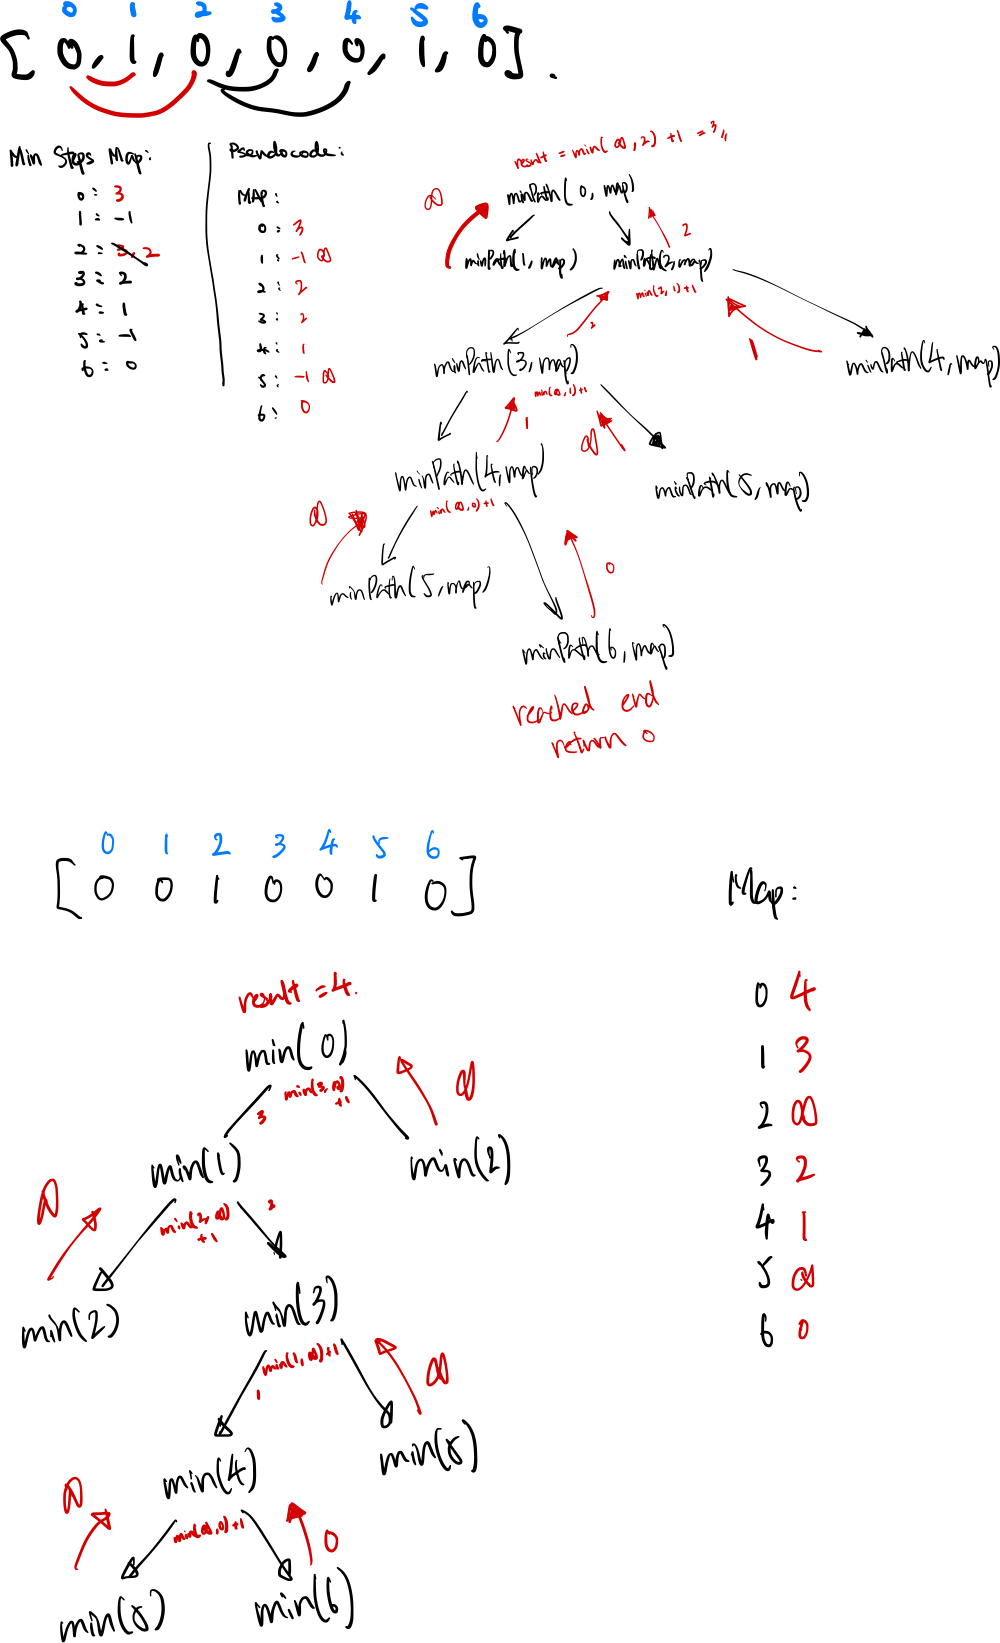 0 1 2 3 4 5 6
[ 0, 1, 0, 0, 0, 1, 0 ].
Min Steps Map:
0: 3
1: -1
2: 3, 2
3: 2
4: 1
5: -1
6: 0
Pseudocode:
MAP:
0: 3
1: -1 ∞
2: 2
3: 2
4: 1
5: -1 ∞
6: 0
result = min(∞, 2) + 1 = 3
minPath(0, map)
∞
2
minPath(1, map)
minPath(2, map)
min(2, 1) + 1
2
1
minPath(3, map)
min(∞, 1) + 1
minPath(4, map)
1
∞
minPath(4, map)
min(∞, 0) + 1
minPath(5, map)
∞
0
minPath(5, map)
minPath(6, map)
reached end
return 0
0 1 2 3 4 5 6
[ 0 0 1 0 0 1 0 ]
Map:
0 4
1 3
2 ∞
3 2
4 1
5 ∞
6 0
result = 4.
min(0)
min(3, ∞)
+1
3
∞
min(1)
min(2)
∞
min(2, ∞)
+1
2
min(2)
min(3)
min(1, ∞) + 1
1
∞
min(4)
min(5)
∞
min(∞, 0) + 1
0
min(5)
min(6)